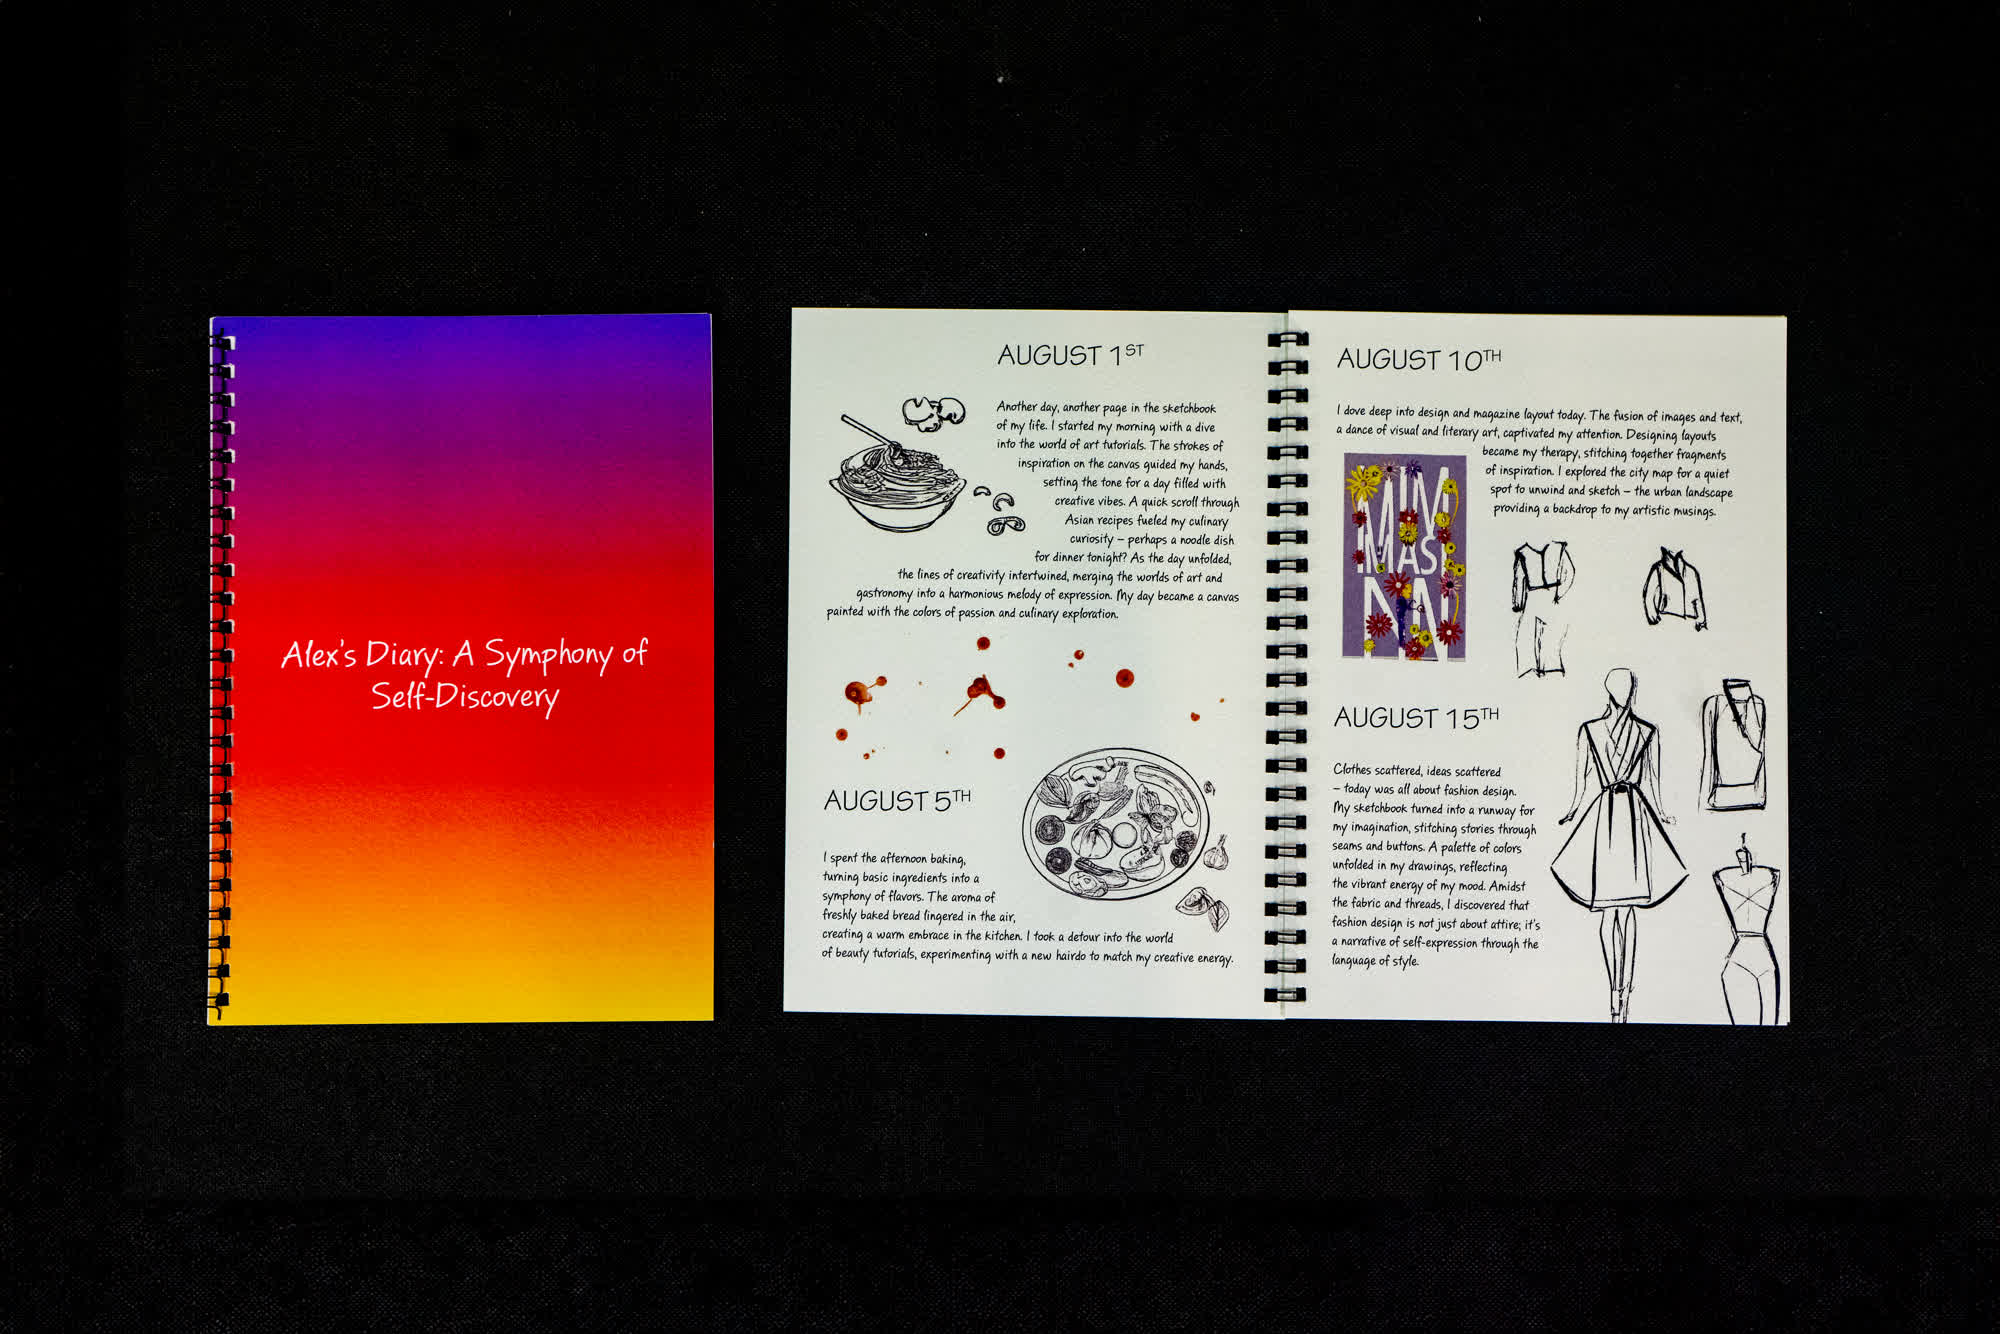 Alex's Diary: A Symphony of
Self-Discovery
AUGUST 1ST
Another day, another page in the sketchbook
of my life. I started my morning with a dive
into the world of art tutorials. The strokes of
inspiration on the canvas guided my hands,
setting the tone for a day filled with
creative vibes. A quick scroll through
Asian recipes fueled my culinary
curiosity – perhaps a noodle dish
for dinner tonight? As the day unfolded,
the lines of creativity intertwined, merging the worlds of art and
gastronomy into a harmonious melody of expression. My day became a canvas
painted with the colors of passion and culinary exploration.
AUGUST 5TH
I spent the afternoon baking,
turning basic ingredients into a
symphony of flavors. The aroma of
freshly baked bread lingered in the air,
creating a warm embrace in the kitchen. I took a detour into the world
of beauty tutorials, experimenting with a new hairdo to match my creative energy.
AUGUST 10TH
I dove deep into design and magazine layout today. The fusion of images and text,
a dance of visual and literary art, captivated my attention. Designing layouts
became my therapy, stitching together fragments
of inspiration. I explored the city map for a quiet
spot to unwind and sketch – the urban landscape
providing a backdrop to my artistic musings.
AUGUST 15TH
Clothes scattered, ideas scattered
– today was all about fashion design.
My sketchbook turned into a runway for
my imagination, stitching stories through
seams and buttons. A palette of colors
unfolded in my drawings, reflecting
the vibrant energy of my mood. Amidst
the fabric and threads, I discovered that
fashion design is not just about attire; it's
a narrative of self-expression through the
language of style.